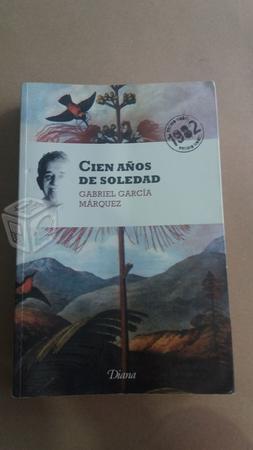 1982
CIEN AÑOS
DE SOLEDAD
GABRIEL GARCÍA
MÁRQUEZ
Diana